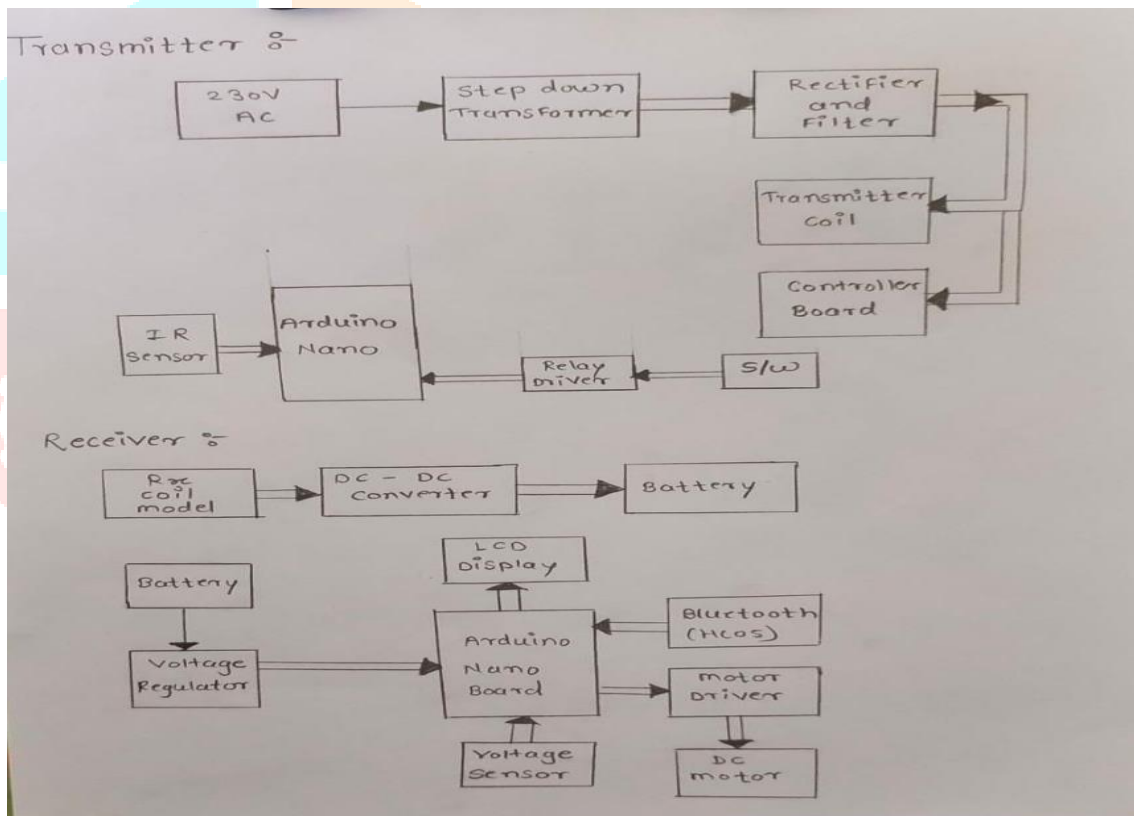 Transmitter :-
230V
AC
Step down
Transformer
Rectifier
and
Filter
Transmitter
Coil
Controller
Board
IR
Sensor
Arduino
Nano
Relay
Driver
S/W
Receiver :-
Rx
coil
model
DC - DC
Converter
Battery
LCD
Display
Battery
Voltage
Regulator
Arduino
Nano
Board
Bluetooth
(HC05)
Motor
Driver
Voltage
Sensor
DC
motor